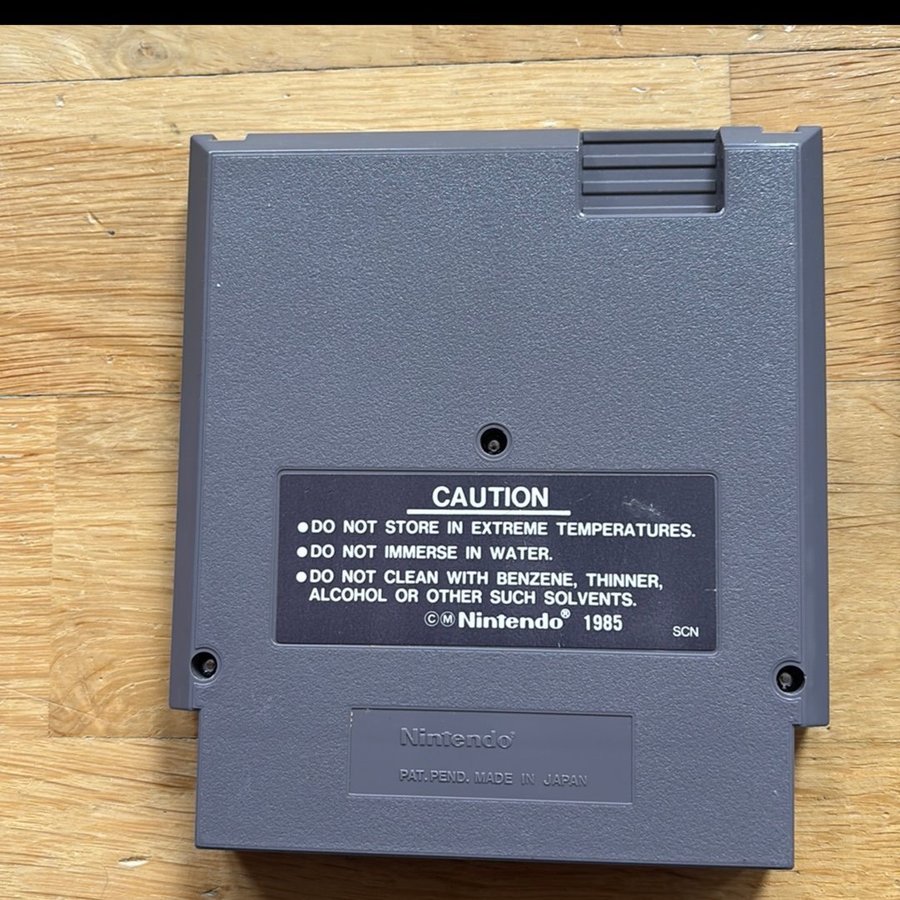 CAUTION
●DO NOT STORE IN EXTREME TEMPERATURES.
●DO NOT IMMERSE IN WATER.
●DO NOT CLEAN WITH BENZENE, THINNER,
ALCOHOL OR OTHER SUCH SOLVENTS.
©Ⓜ Nintendo® 1985
SCN
Nintendo®
PAT. PEND. MADE IN JAPAN